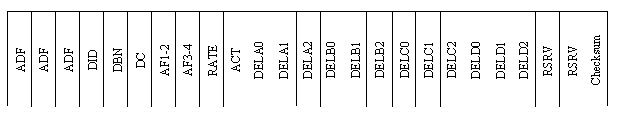 ADF
ADF
ADF
DID
DBN
DC
AF1-2
AF3-4
RATE
ACT
DELA0
DELA1
DELA2
DELB0
DELB1
DELB2
DELC0
DELC1
DELC2
DELD0
DELD1
DELD2
RSRV
RSRV
Checksum